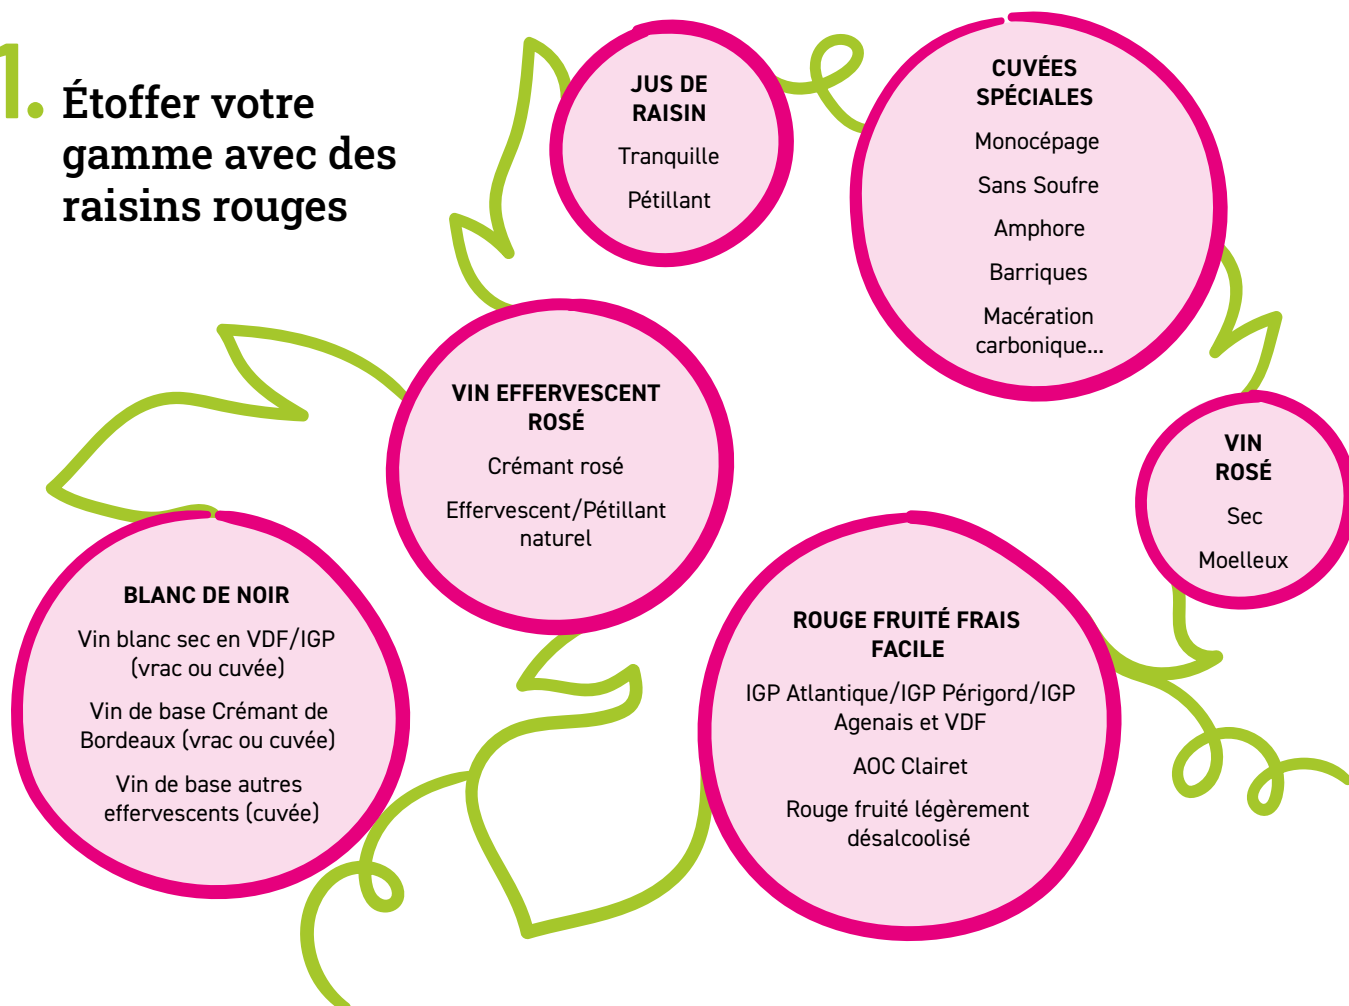 1. Étoffer votre
gamme avec des
raisins rouges
JUS DE
RAISIN
Tranquille
Pétillant
CUVÉES
SPÉCIALES
Monocépage
Sans Soufre
Amphore
Barriques
Macération
carbonique...
VIN EFFERVESCENT
ROSÉ
Crémant rosé
Effervescent/Pétillant
naturel
VIN
ROSÉ
Sec
Moelleux
BLANC DE NOIR
Vin blanc sec en VDF/IGP
(vrac ou cuvée)
Vin de base Crémant de
Bordeaux (vrac ou cuvée)
Vin de base autres
effervescents (cuvée)
ROUGE FRUITÉ FRAIS
FACILE
IGP Atlantique/IGP Périgord/IGP
Agenais et VDF
AOC Clairet
Rouge fruité légèrement
désalcoolisé